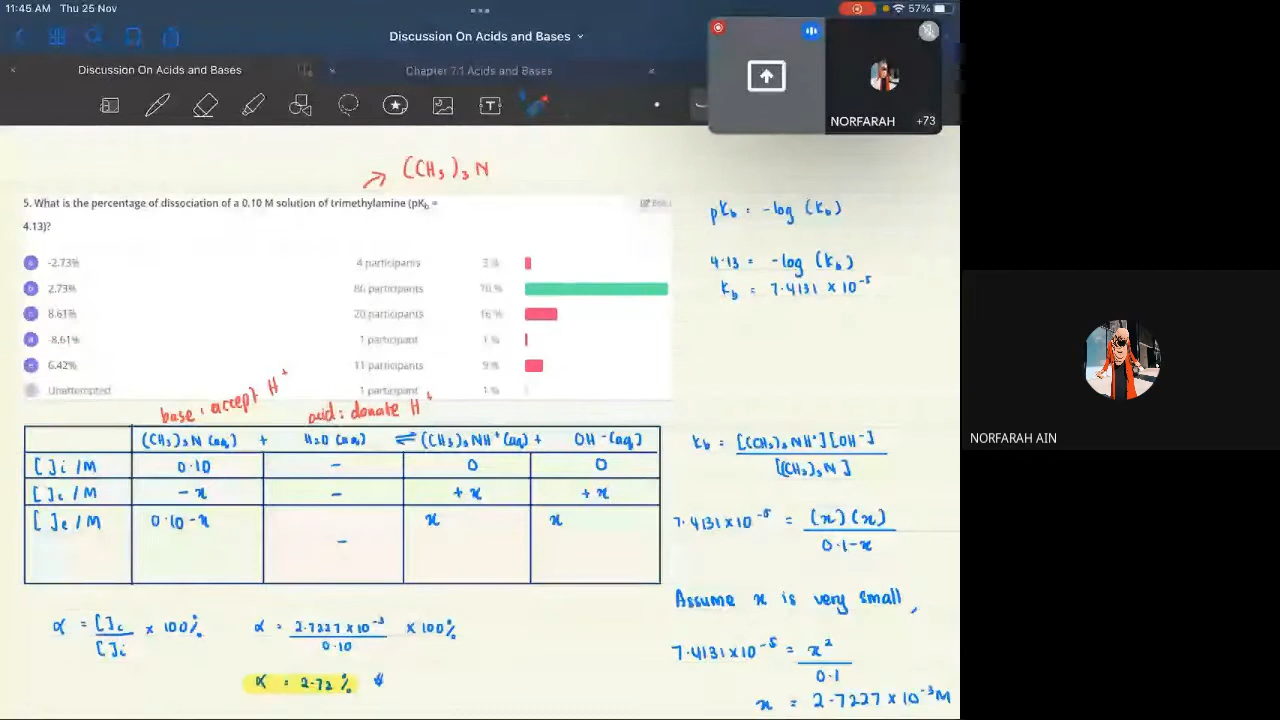 11:45 AM Thu 25 Nov
57%
Discussion On Acids and Bases
Discussion On Acids and Bases
Chapter 7.1 Acids and Bases
NORFARAH +73
(CH₃)₃N
5. What is the percentage of dissociation of a 0.10 M solution of trimethylamine (pKb =
4.13)?
-2.73% 4 participants 3 %
2.73% 86 participants 70 %
8.61% 20 participants 16 %
-8.61% 1 participant 1 %
6.42% 11 participants 9 %
Unattempted 1 participant 1 %
base : accept H⁺
acid : donate H⁺
(CH₃)₃N (aq) + H₂O (aq) ⇌ (CH₃)₃NH⁺ (aq) + OH⁻ (aq)
[ ]i / M 0.10 - 0 0
[ ]c / M - x - + x + x
[ ]e / M 0.10 - x - x x
α = [ ]c / [ ]i × 100%
α = 2.7227 × 10⁻³ / 0.10 × 100%
α = 2.72 %
pKb = -log (Kb)
4.13 = -log (Kb)
Kb = 7.4131 × 10⁻⁵
Kb = [(CH₃)₃NH⁺][OH⁻] / [(CH₃)₃N]
7.4131 × 10⁻⁵ = (x)(x) / 0.1-x
Assume x is very small,
7.4131 × 10⁻⁵ = x² / 0.1
x = 2.7227 × 10⁻³ M
NORFARAH AIN